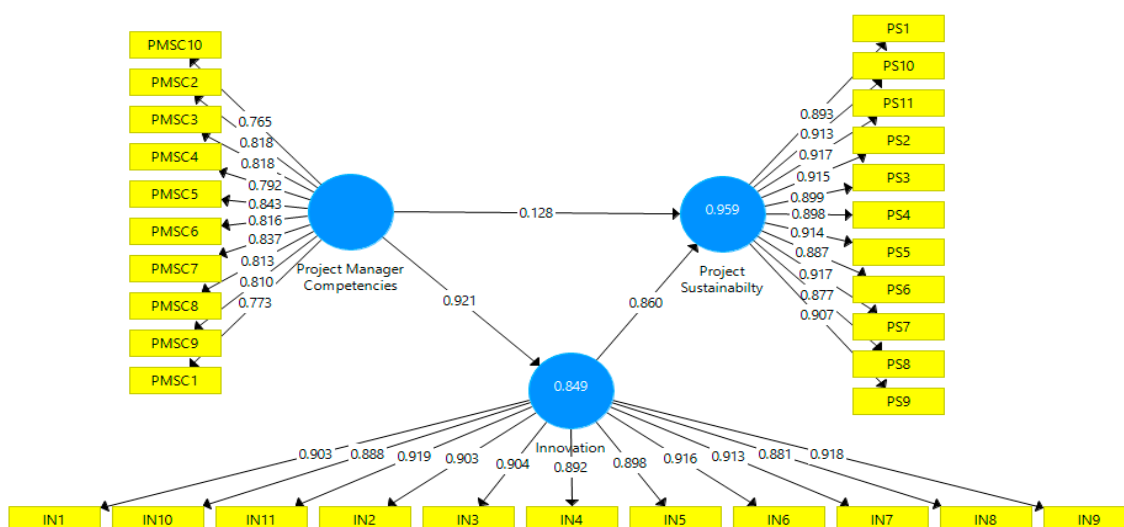 PMSC10
PMSC2
PMSC3
PMSC4
PMSC5
PMSC6
PMSC7
PMSC8
PMSC9
PMSC1
0.765
0.818
0.818
0.792
0.843
0.816
0.837
0.813
0.810
0.773
Project Manager
Competencies
0.128
0.921
0.860
0.959
Project
Sustainabilty
0.893
0.913
0.917
0.915
0.899
0.898
0.914
0.887
0.917
0.877
0.907
PS1
PS10
PS11
PS2
PS3
PS4
PS5
PS6
PS7
PS8
PS9
0.849
Innovation
0.903
0.888
0.919
0.903
0.904
0.892
0.898
0.916
0.913
0.881
0.918
IN1
IN10
IN11
IN2
IN3
IN4
IN5
IN6
IN7
IN8
IN9